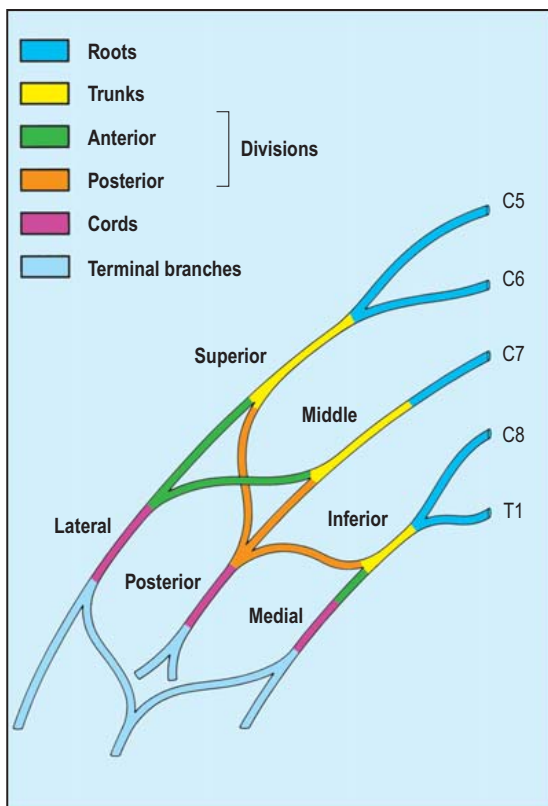 Roots
Trunks
Anterior
Divisions
Posterior
Cords
Terminal branches
C5
C6
Superior
C7
Middle
C8
Inferior
T1
Lateral
Posterior
Medial